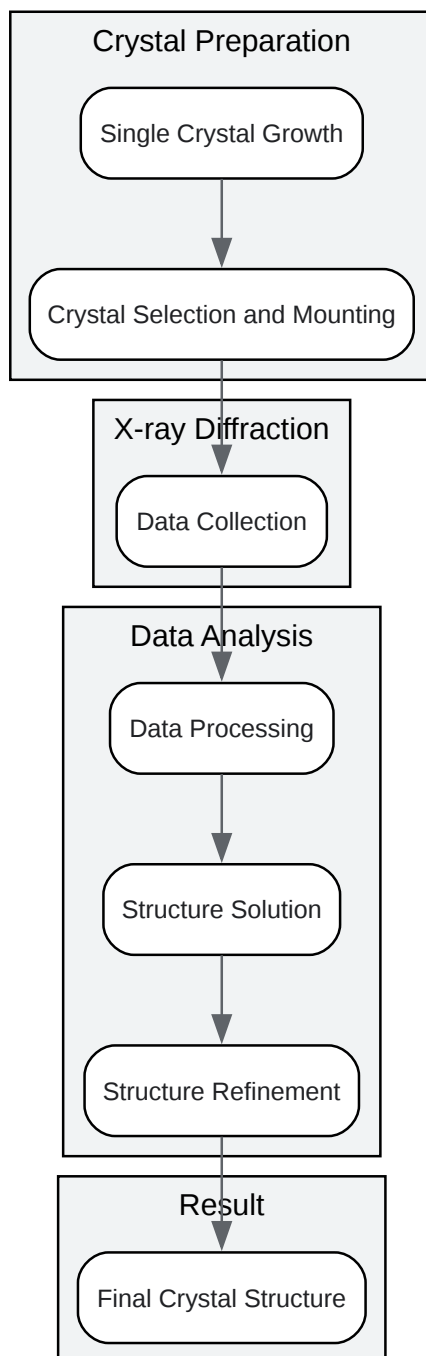 Crystal Preparation
Single Crystal Growth
Crystal Selection and Mounting
X-ray Diffraction
Data Collection
Data Analysis
Data Processing
Structure Solution
Structure Refinement
Result
Final Crystal Structure